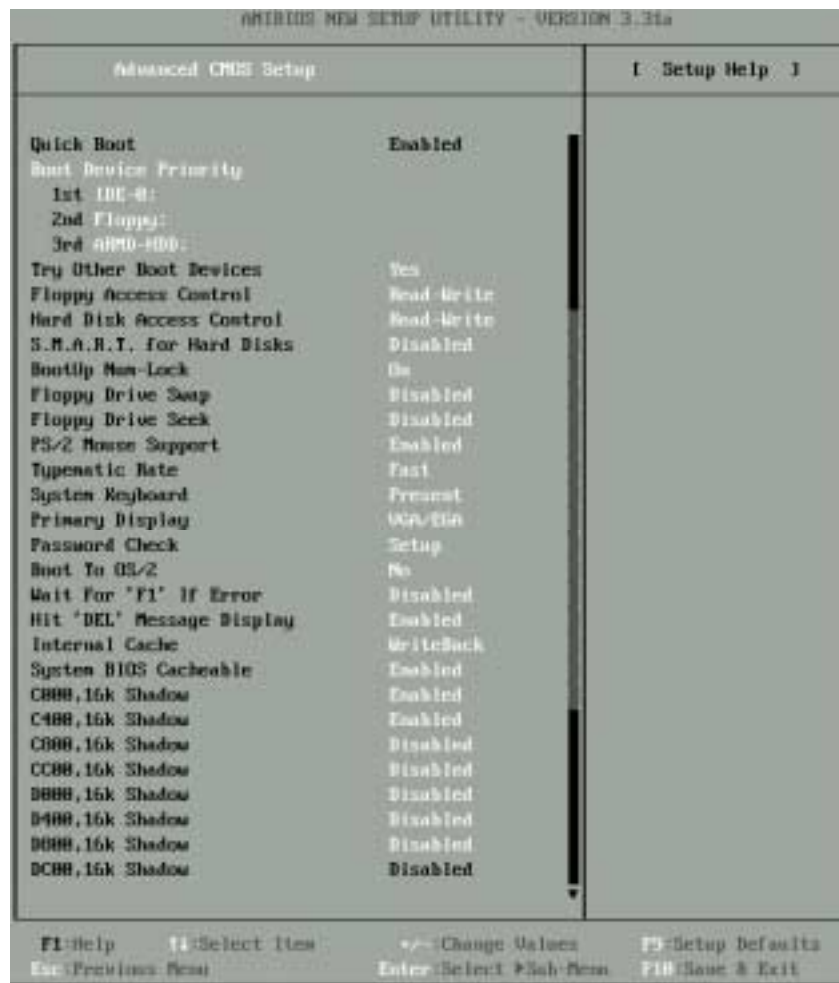 AMIBIOS NEW SETUP UTILITY - VERSION 3.31a
Advanced CMOS Setup
[ Setup Help ]
Quick Boot Enabled
Boot Device Priority
1st IDE-0:
2nd Floppy:
3rd ARMD-HDD:
Try Other Boot Devices Yes
Floppy Access Control Read-Write
Hard Disk Access Control Read-Write
S.M.A.R.T. for Hard Disks Disabled
BootUp Num-Lock On
Floppy Drive Swap Disabled
Floppy Drive Seek Disabled
PS/2 Mouse Support Enabled
Typematic Rate Fast
System Keyboard Present
Primary Display VGA/EGA
Password Check Setup
Boot To OS/2 No
Wait For 'F1' If Error Disabled
Hit 'DEL' Message Display Enabled
Internal Cache WriteBack
System BIOS Cacheable Enabled
C000,16k Shadow Enabled
C400,16k Shadow Enabled
C800,16k Shadow Disabled
CC00,16k Shadow Disabled
D000,16k Shadow Disabled
D400,16k Shadow Disabled
D800,16k Shadow Disabled
DC00,16k Shadow Disabled
F1:Help ↑↓:Select Item +/-:Change Values F9:Setup Defaults
Esc:Previous Menu Enter:Select ▶Sub-Menu F10:Save & Exit